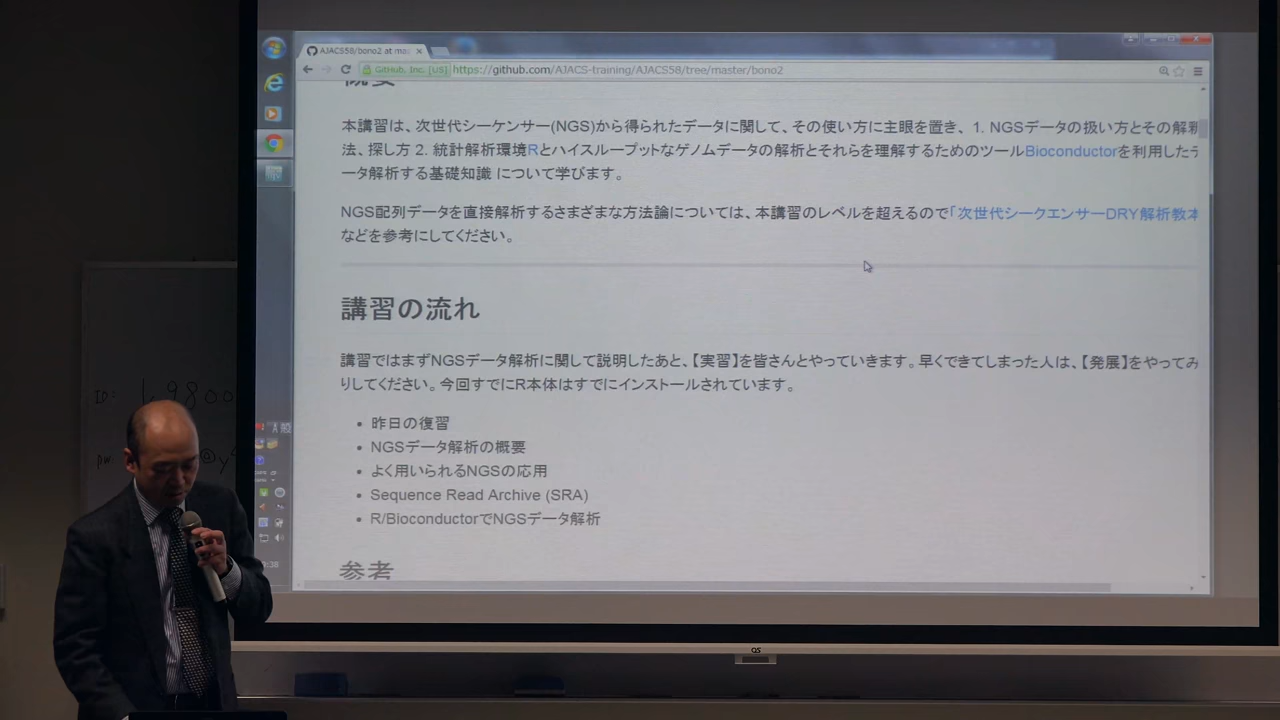 AJACS58/bono2 at mas
GitHub, Inc. [US] https://github.com/AJACS-training/AJACS58/tree/master/bono2
概要
本講習は、次世代シーケンサー(NGS)から得られたデータに関して、その使い方に主眼を置き、 1. NGSデータの扱い方とその解釈
法、探し方 2. 統計解析環境Rとハイスループットなゲノムデータの解析とそれらを理解するためのツールBioconductorを利用したデ
ータ解析する基礎知識 について学びます。
NGS配列データを直接解析するさまざまな方法論については、本講習のレベルを超えるので「次世代シークエンサーDRY解析教本
などを参考にしてください。
講習の流れ
講習ではまずNGSデータ解析に関して説明したあと、【実習】を皆さんとやっていきます。早くできてしまった人は、【発展】をやってみ
りしてください。今回すでにR本体はすでにインストールされています。
昨日の復習
NGSデータ解析の概要
よく用いられるNGSの応用
Sequence Read Archive (SRA)
R/BioconductorでNGSデータ解析
参考
ID:
PW
A 般
:38
OS